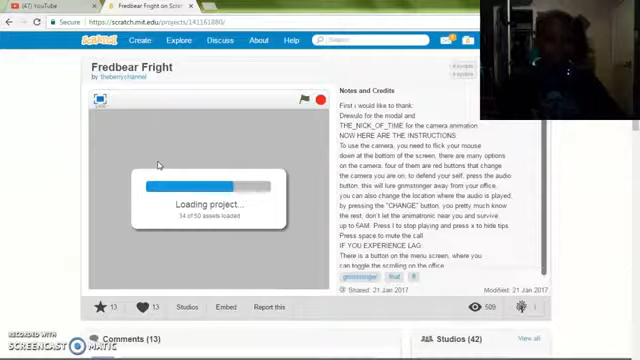 (47) YouTube
Fredbear Fright on Scra
Secure
https://scratch.mit.edu/projects/141161880/
SCRATCH Create Explore Discuss About Search
Fredbear Fright
by theberrychannel
Notes and Credits
First i would like to thank:
Drewulo for the modal and
THE_NICK_OF_TIME for the camera animation
NOW HERE ARE THE INSTRUCTIONS:
To use the camera, you need to flick your mouse
down at the bottom of the screen, there are many options
on the camera. four of them are red buttons that change
the camera you are on, to defend your self, press the audio
button, this will lure
away from your office,
you can also change the location where the audio is played,
by pressing the "CHANGE" button, you pretty much know
the rest, don't let the animatronic near you and survive
up to 6AM. Press l to stop playing and press x to hide tips
Press space to mute the call
IF YOU EXPERIENCE LAG:
There is a button on the menu screen, where you
can toggle the scrolling on the office
Loading project...
34 of 50 assets loaded
Shared: 21 Jan 2017 Modified: 21 Jan 2017
13 13 Studios Embed Report this 509
Comments (13)
Studios (42) View all
RECORDED WITH
SCREENCAST MATIC